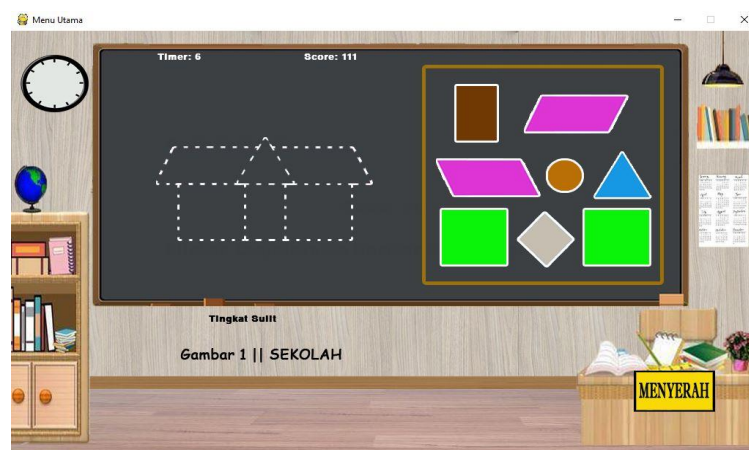 Menu Utama
Timer: 6
Score: 111
Tingkat Sulit
Gambar 1 || SEKOLAH
MENYERAH